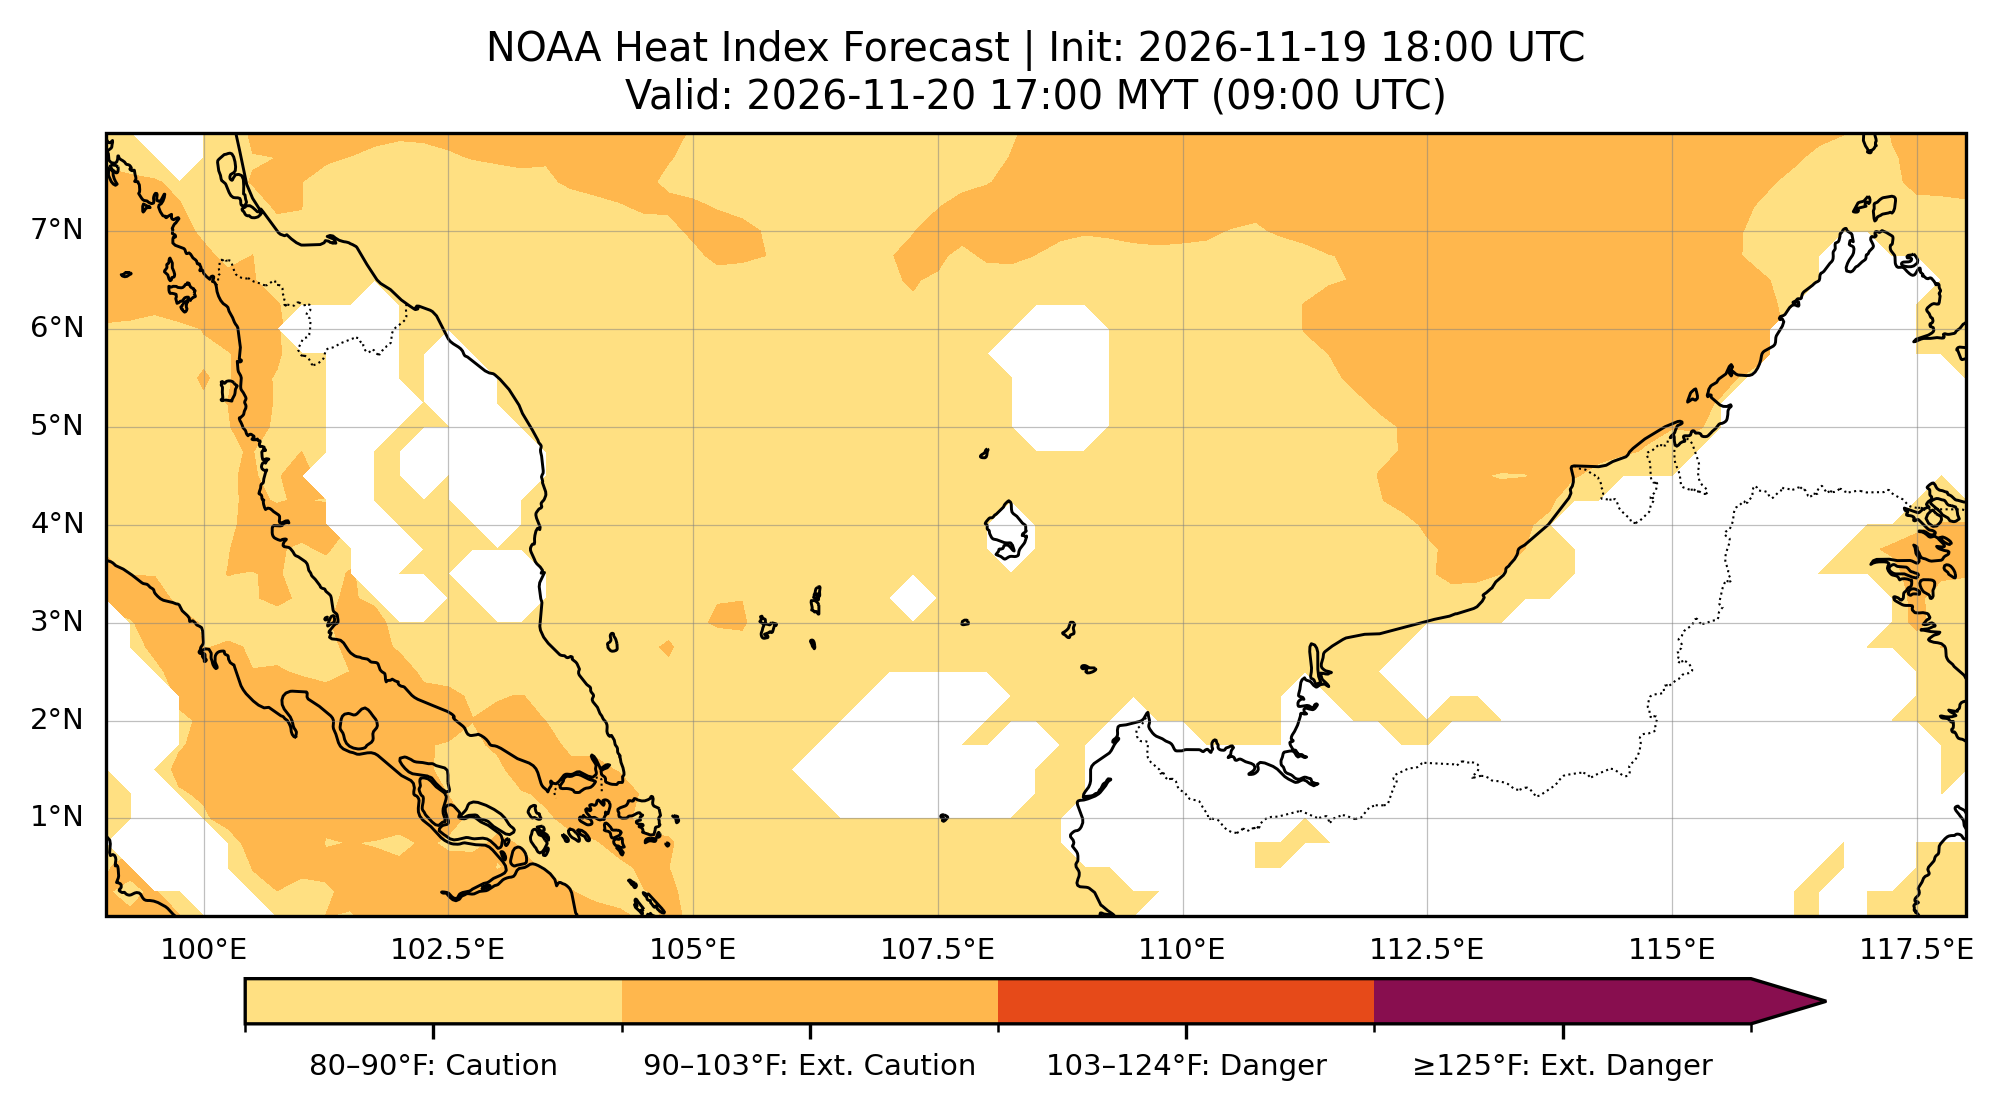 NOAA Heat Index Forecast | Init: 2026-11-19 18:00 UTC
Valid: 2026-11-20 17:00 MYT (09:00 UTC)
7°N
6°N
5°N
4°N
3°N
2°N
1°N
100°E 102.5°E 105°E 107.5°E 110°E 112.5°E 115°E 117.5°E
80–90°F: Caution 90–103°F: Ext. Caution 103–124°F: Danger ≥125°F: Ext. Danger